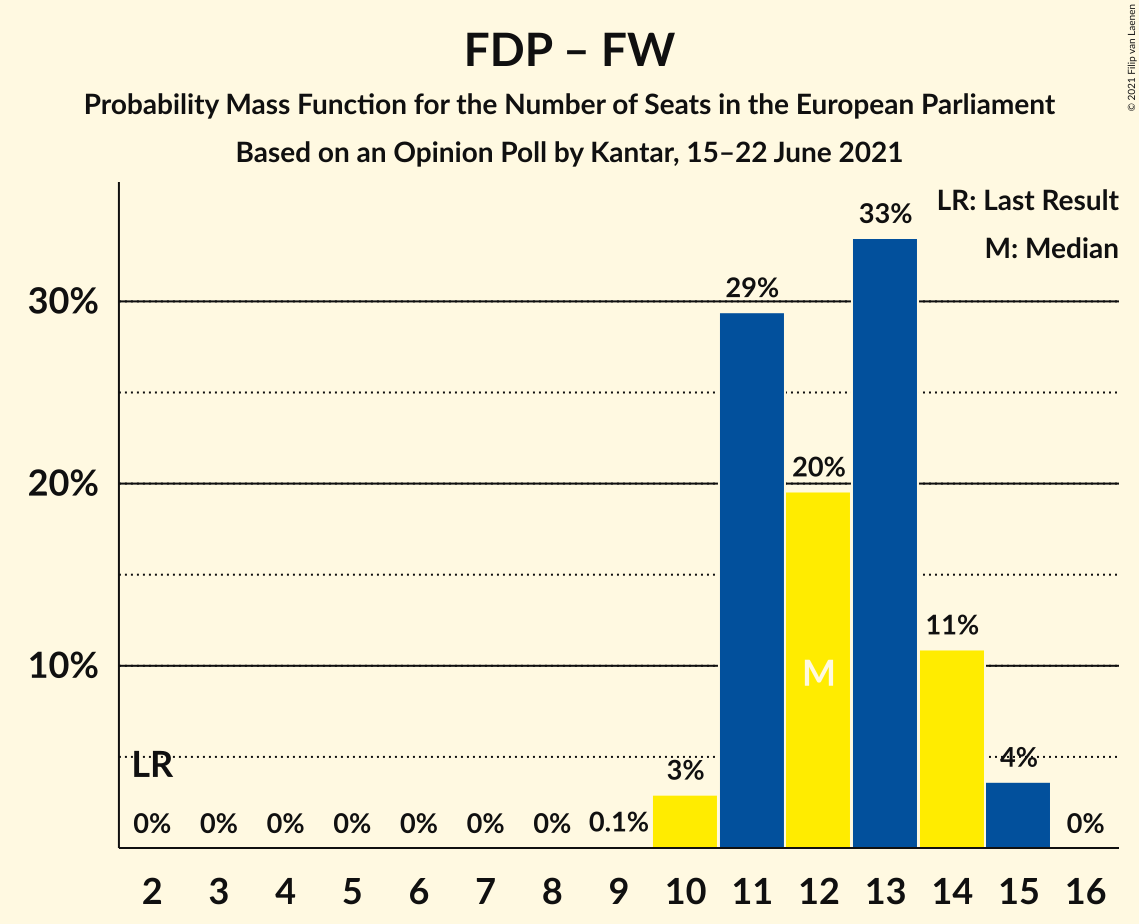 FDP – FW
Probability Mass Function for the Number of Seats in the European Parliament
Based on an Opinion Poll by Kantar, 15–22 June 2021
© 2021 Filip van Laenen
LR: Last Result
M: Median
33%
30%
29%
20%
20%
11%
10%
M
LR
3%
4%
0% 0% 0% 0% 0% 0% 0% 0.1% 0%
2 3 4 5 6 7 8 9 10 11 12 13 14 15 16